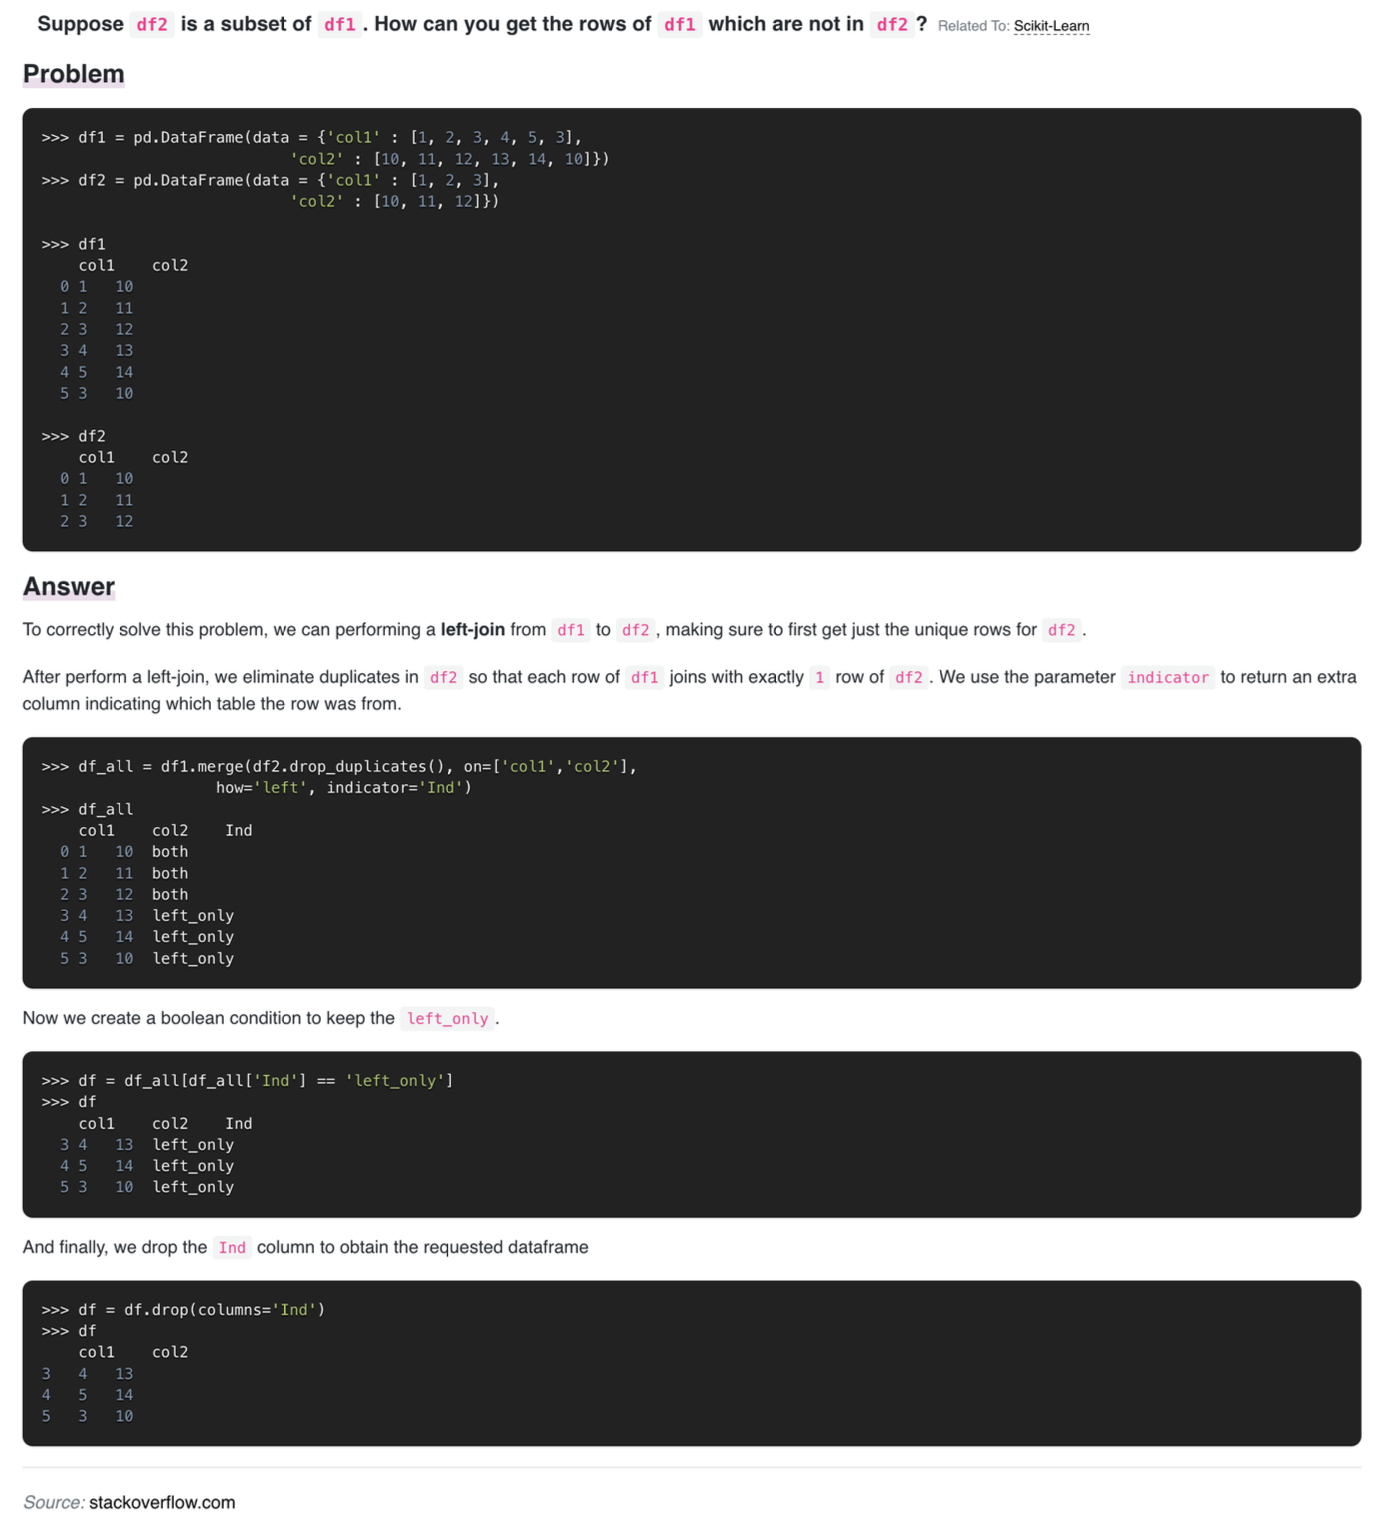 Suppose df2 is a subset of df1. How can you get the rows of df1 which are not in df2? Related To: Scikit-Learn
Problem
>>> df1 = pd.DataFrame(data = {'col1' : [1, 2, 3, 4, 5, 3],
                           'col2' : [10, 11, 12, 13, 14, 10]})
>>> df2 = pd.DataFrame(data = {'col1' : [1, 2, 3],
                           'col2' : [10, 11, 12]})
>>> df1
    col1    col2
  0 1   10
  1 2   11
  2 3   12
  3 4   13
  4 5   14
  5 3   10
>>> df2
    col1    col2
  0 1   10
  1 2   11
  2 3   12
Answer
To correctly solve this problem, we can performing a left-join from df1 to df2, making sure to first get just the unique rows for df2.
After perform a left-join, we eliminate duplicates in df2 so that each row of df1 joins with exactly 1 row of df2. We use the parameter indicator to return an extra
column indicating which table the row was from.
>>> df_all = df1.merge(df2.drop_duplicates(), on=['col1','col2'],
                   how='left', indicator='Ind')
>>> df_all
    col1    col2    Ind
  0 1   10  both
  1 2   11  both
  2 3   12  both
  3 4   13  left_only
  4 5   14  left_only
  5 3   10  left_only
Now we create a boolean condition to keep the left_only.
>>> df = df_all[df_all['Ind'] == 'left_only']
>>> df
    col1    col2    Ind
  3 4   13  left_only
  4 5   14  left_only
  5 3   10  left_only
And finally, we drop the Ind column to obtain the requested dataframe
>>> df = df.drop(columns='Ind')
>>> df
    col1    col2
3   4   13
4   5   14
5   3   10
Source: stackoverflow.com